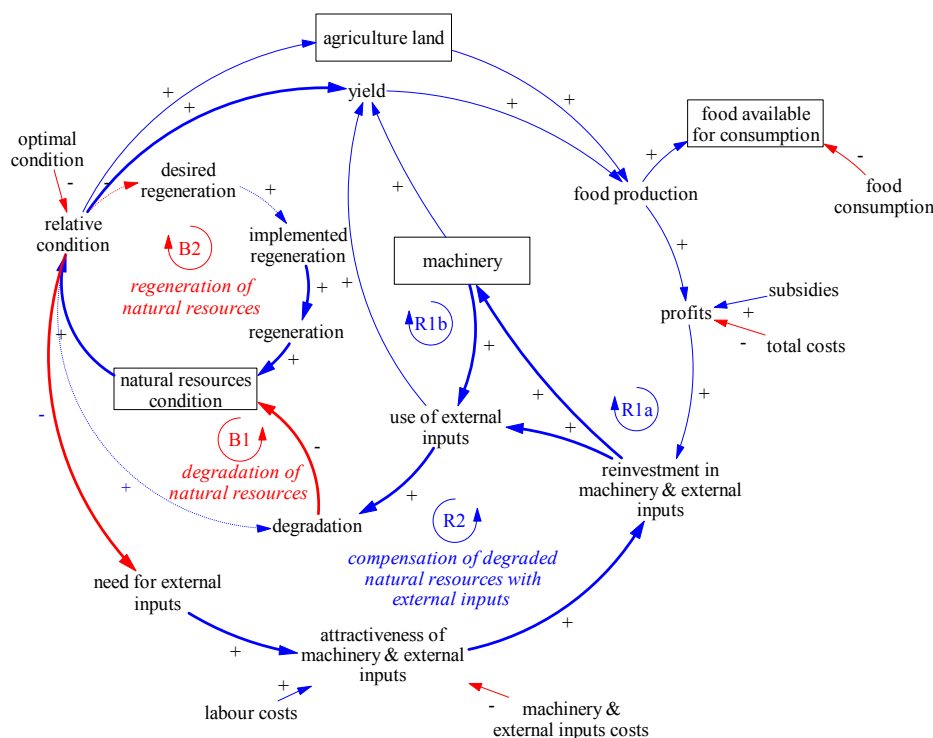 agriculture land
+
+
+
yield
+
+
food available
for consumption
optimal
condition
-
-
desired
regeneration
+
-
+
+
food production
food
consumption
relative
condition
B2
implemented
regeneration
machinery
+
regeneration of
natural resources
+
subsidies
+
profits
-
total costs
regeneration
R1b
+
+
+
natural resources
condition
+
+
R1a
+
-
B1
-
use of external
inputs
+
degradation of
natural resources
+
+
reinvestment in
machinery & external
inputs
degradation
R2
compensation of degraded
natural resources with
external inputs
need for external
inputs
+
attractiveness of
machinery & external
inputs
+
+
labour costs
-
machinery &
external inputs costs